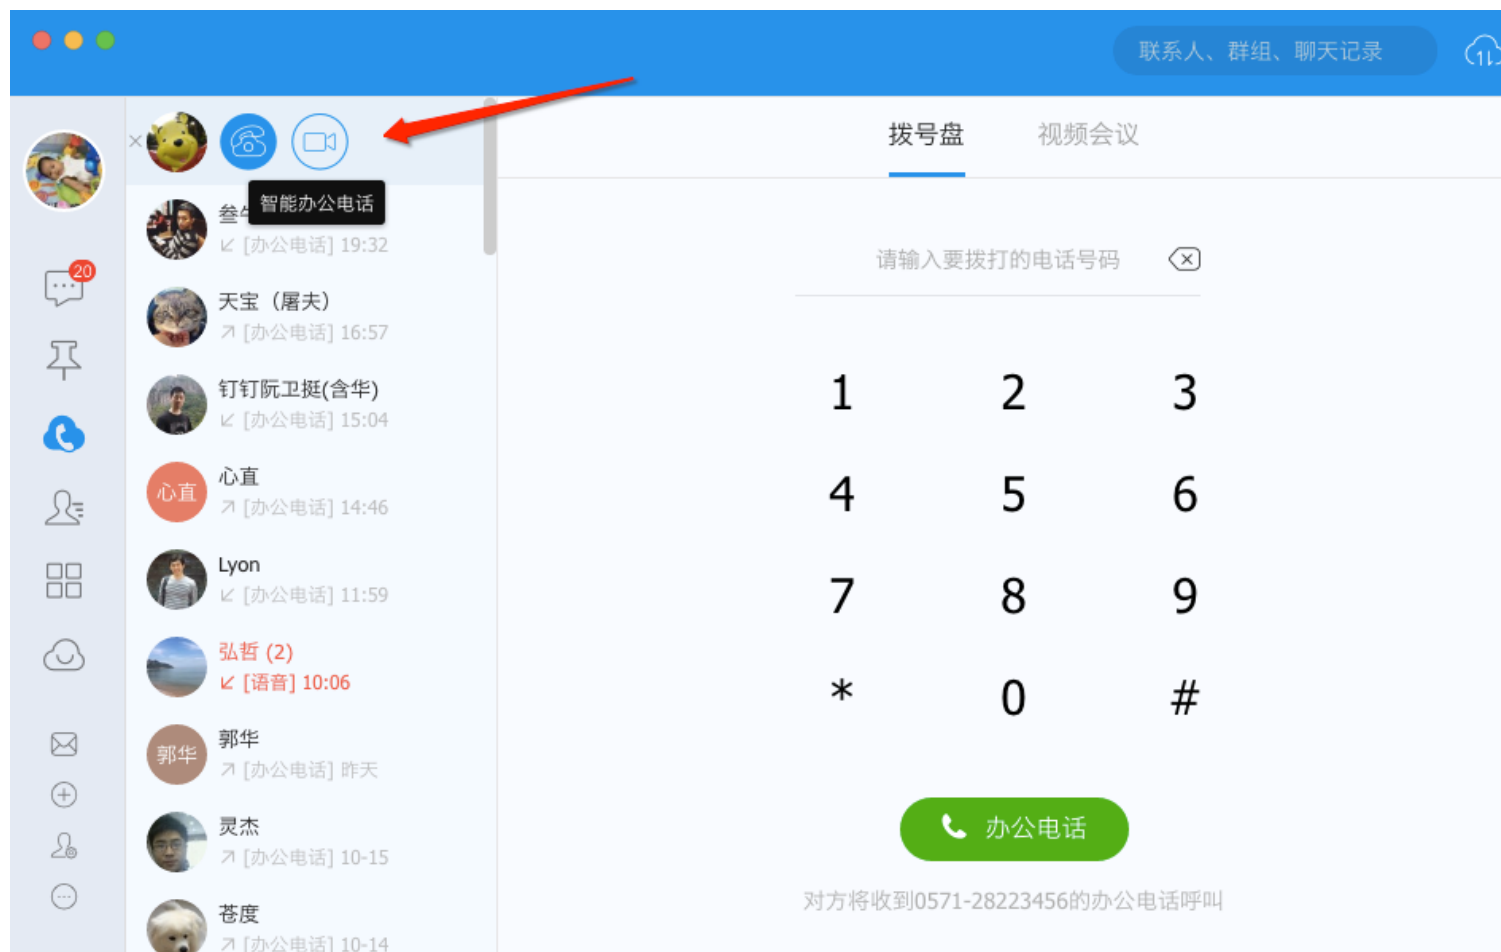 联系人、群组、聊天记录
拨号盘
视频会议
智能办公电话
叁
[办公电话] 19:32
20
天宝（屠夫）
[办公电话] 16:57
钉钉阮卫挺(含华)
[办公电话] 15:04
心直
心直
[办公电话] 14:46
Lyon
[办公电话] 11:59
弘哲 (2)
[语音] 10:06
郭华
郭华
[办公电话] 昨天
灵杰
[办公电话] 10-15
苍度
[办公电话] 10-14
请输入要拨打的电话号码
1 2 3
4 5 6
7 8 9
* 0 #
办公电话
对方将收到0571-28223456的办公电话呼叫